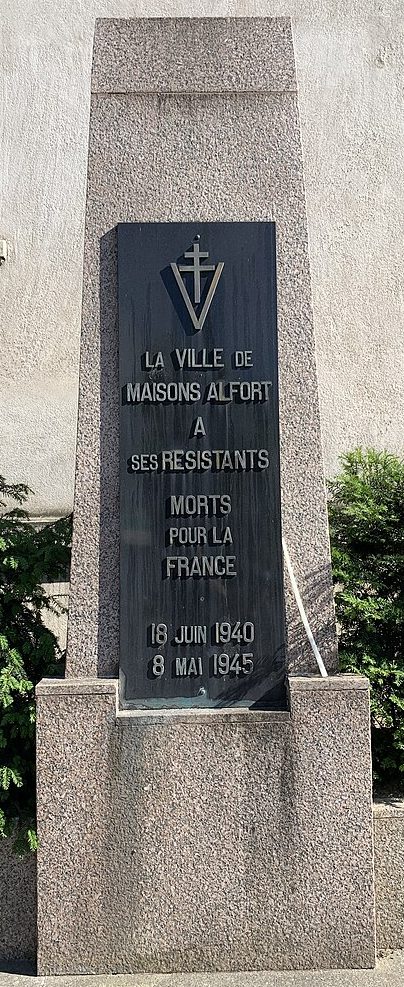 V
LA VILLE DE
MAISONS ALFORT
A
SES RESISTANTS
MORTS
POUR LA
FRANCE
18 JUIN 1940
8 MAI 1945